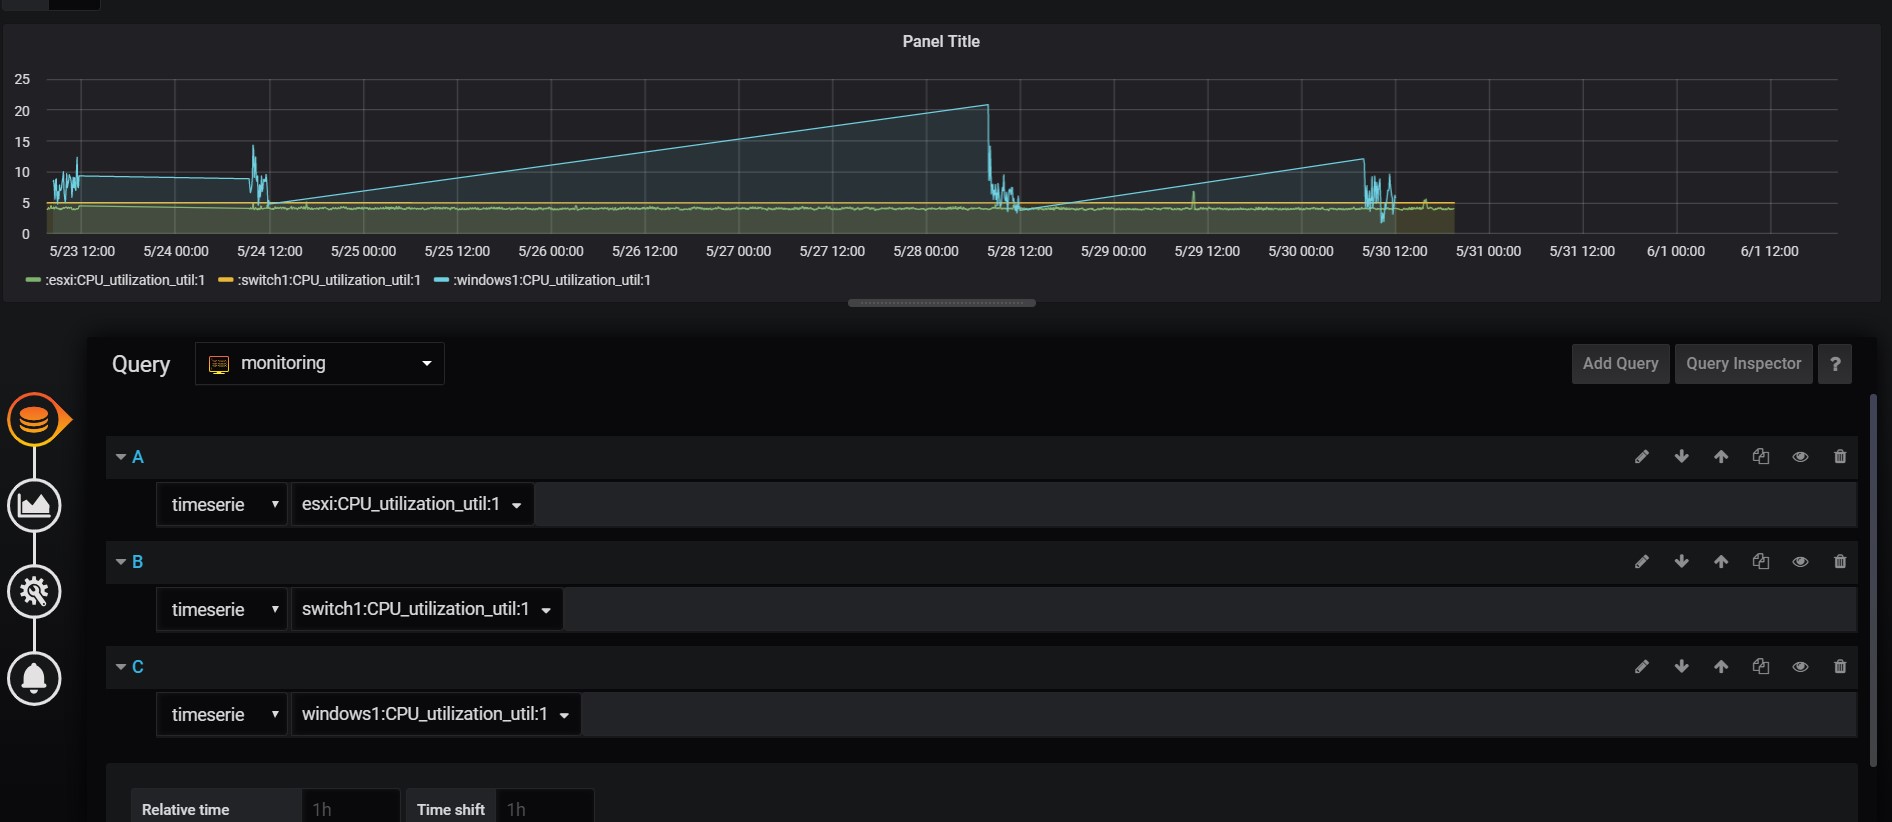 Panel Title
25
20
15
10
5
0
5/23 12:00 5/24 00:00 5/24 12:00 5/25 00:00 5/25 12:00 5/26 00:00 5/26 12:00 5/27 00:00 5/27 12:00 5/28 00:00 5/28 12:00 5/29 00:00 5/29 12:00 5/30 00:00 5/30 12:00 5/31 00:00 5/31 12:00 6/1 00:00 6/1 12:00
:esxi:CPU_utilization_util:1 :switch1:CPU_utilization_util:1 :windows1:CPU_utilization_util:1
Query monitoring Add Query Query Inspector ?
A
timeserie esxi:CPU_utilization_util:1
B
timeserie switch1:CPU_utilization_util:1
C
timeserie windows1:CPU_utilization_util:1
Relative time 1h Time shift 1h